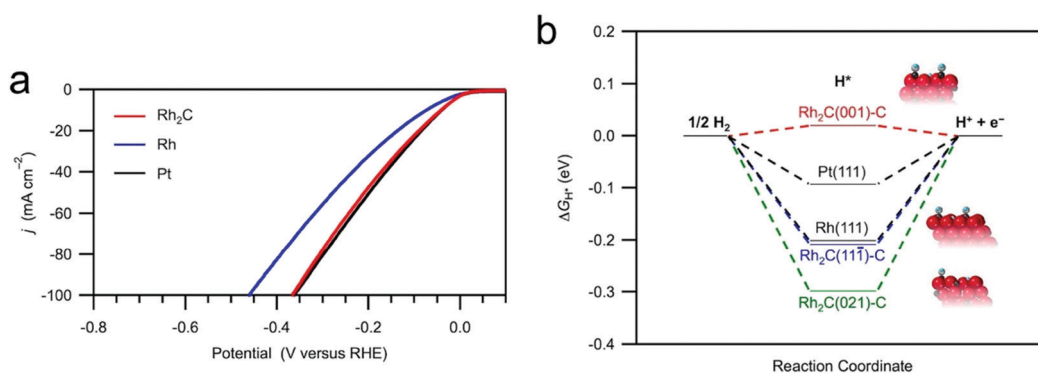 a
0
-20
-40
-60
-80
-100
j (mA cm⁻²)
Rh₂C
Rh
Pt
-0.8
-0.6
-0.4
-0.2
0.0
Potential (V versus RHE)
b
0.2
0.1
0.0
-0.1
-0.2
-0.3
-0.4
ΔG_H* (eV)
H*
Rh₂C(001)-C
1/2 H₂
H⁺ + e⁻
Pt(111)
Rh(111)
Rh₂C(111̄)-C
Rh₂C(021)-C
Reaction Coordinate